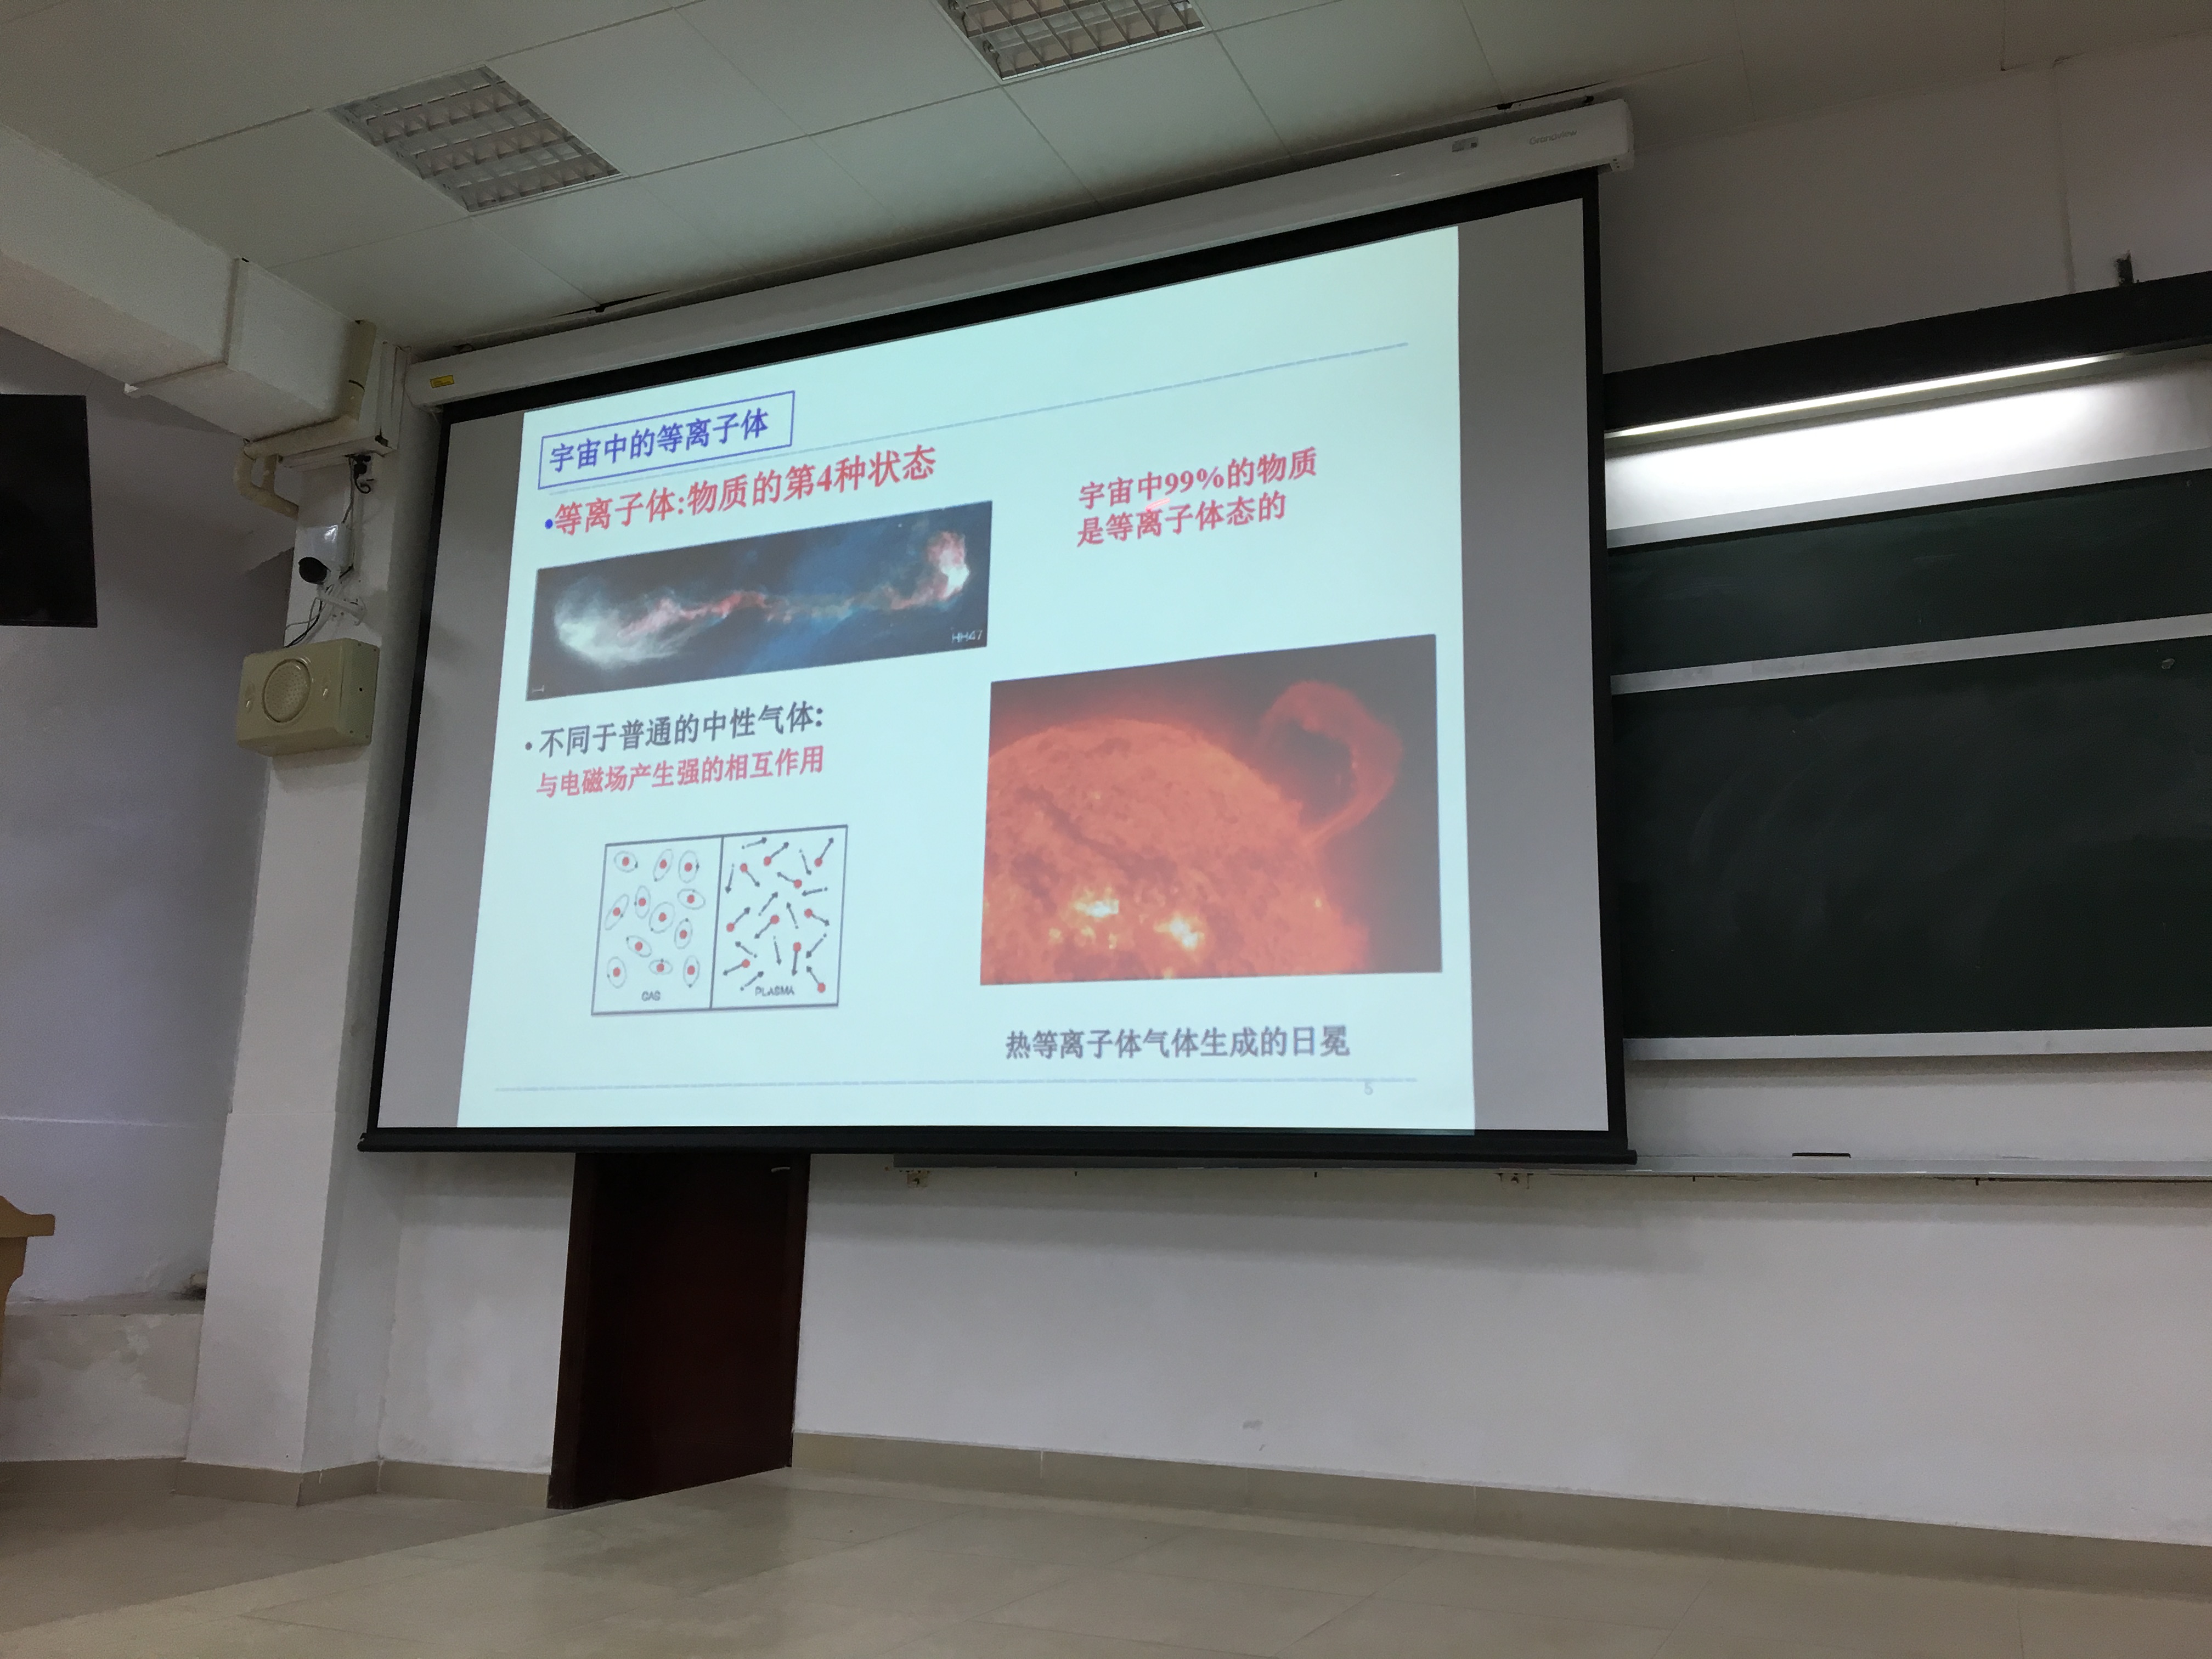 Grandview
宇宙中的等离子体
•等离子体:物质的第4种状态
宇宙中99%的物质
是等离子体态的
HH47
• 不同于普通的中性气体:
与电磁场产生强的相互作用
GAS
PLASMA
热等离子体气体生成的日冕
5